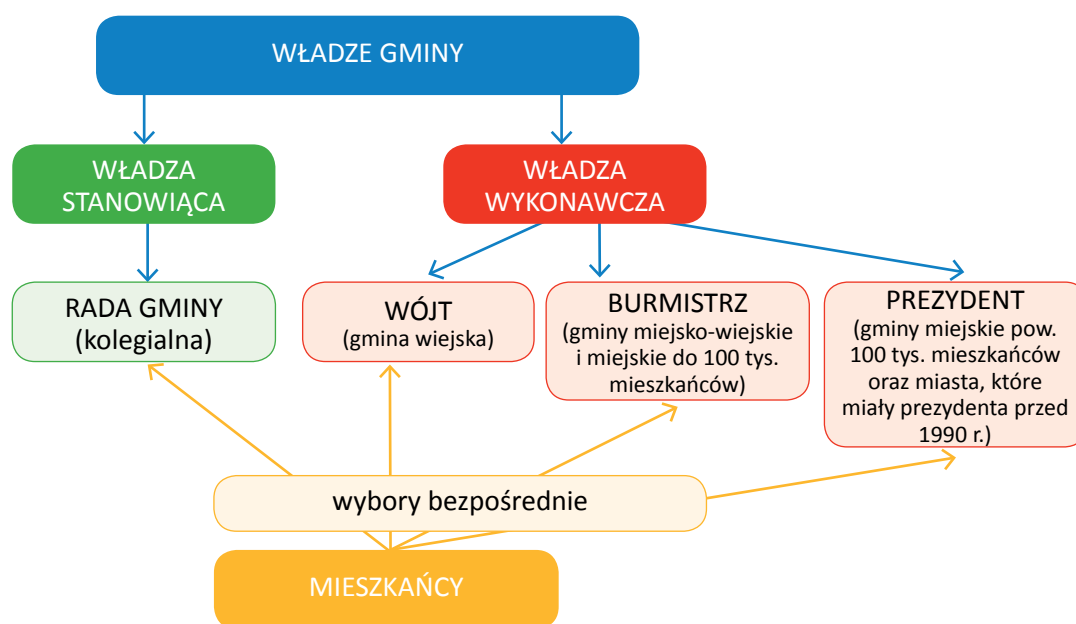 WŁADZE GMINY
WŁADZA
STANOWIĄCA
WŁADZA
WYKONAWCZA
RADA GMINY
(kolegialna)
WÓJT
(gmina wiejska)
BURMISTRZ
(gminy miejsko-wiejskie
i miejskie do 100 tys.
mieszkańców)
PREZYDENT
(gminy miejskie pow.
100 tys. mieszkańców
oraz miasta, które
miały prezydenta przed
1990 r.)
wybory bezpośrednie
MIESZKAŃCY